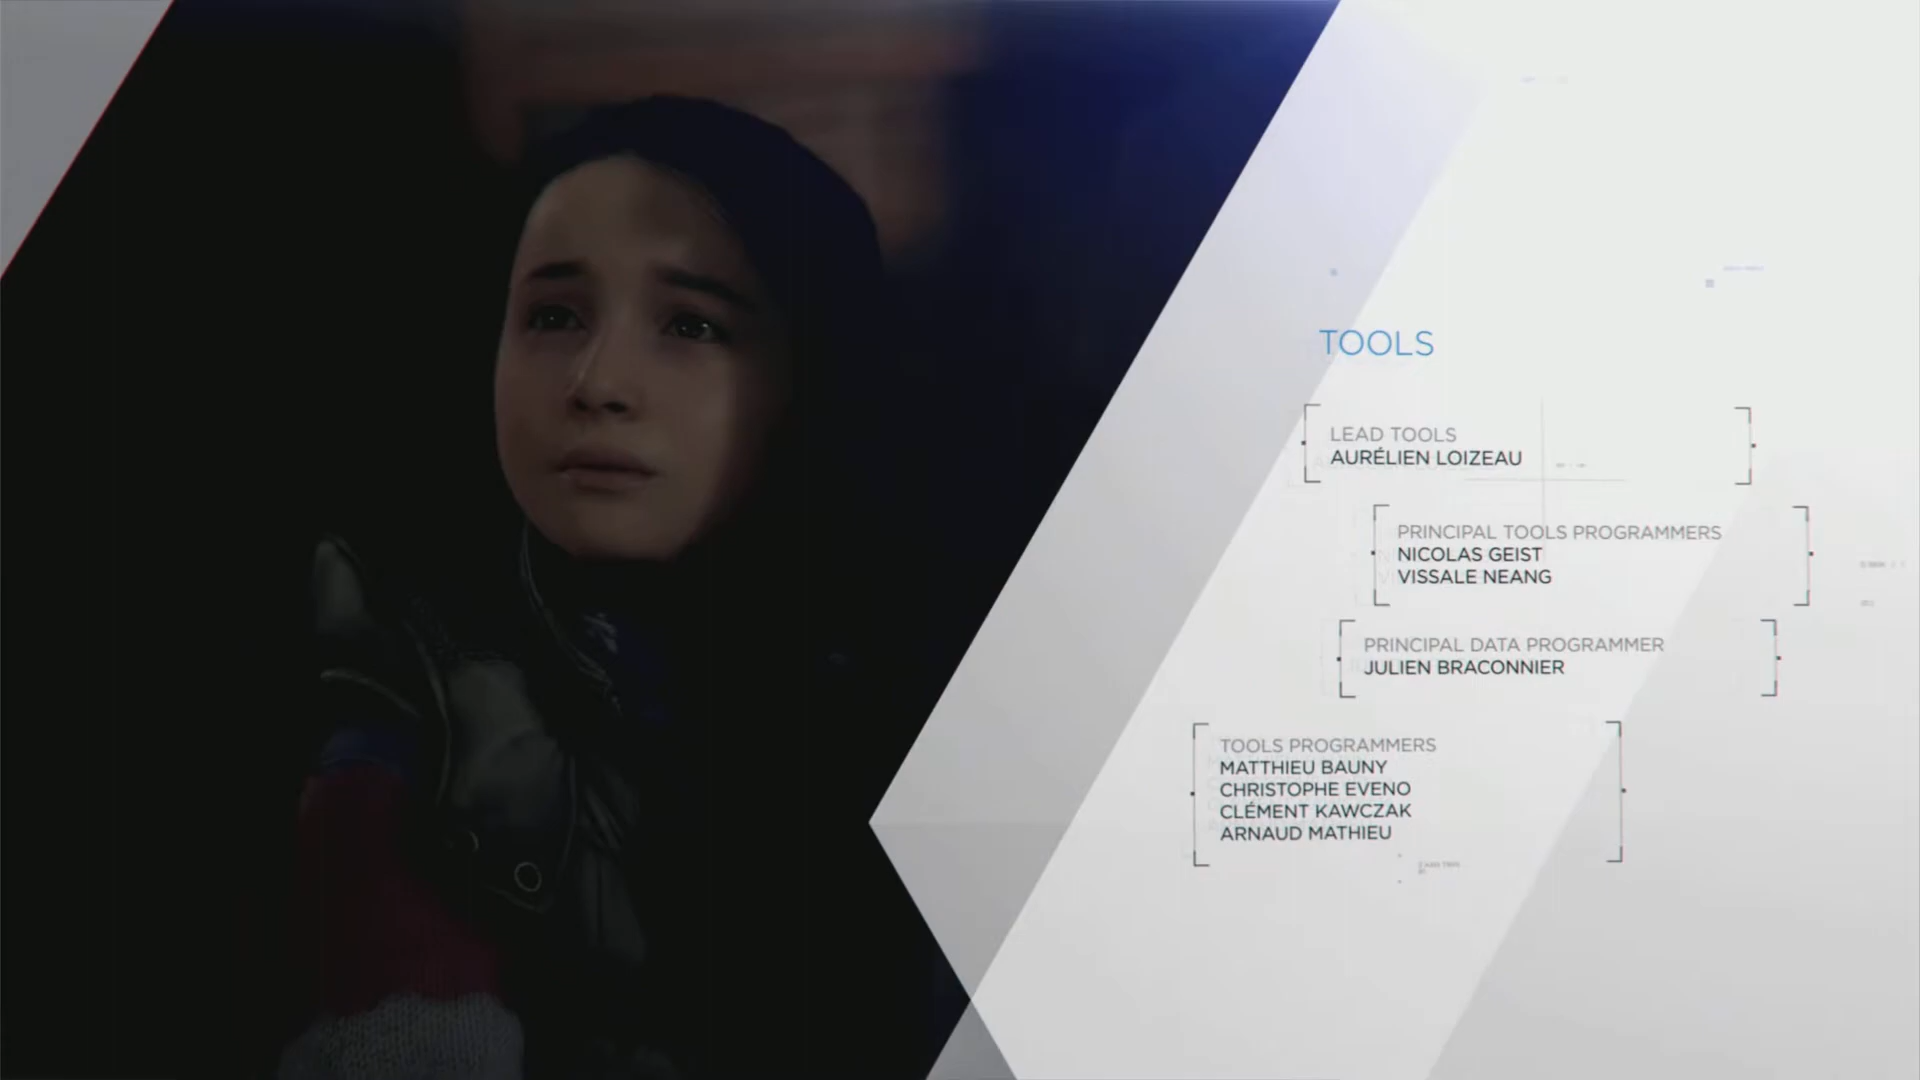 TOOLS
LEAD TOOLS
AURÉLIEN LOIZEAU
PRINCIPAL TOOLS PROGRAMMERS
NICOLAS GEIST
VISSALE NEANG
PRINCIPAL DATA PROGRAMMER
JULIEN BRACONNIER
TOOLS PROGRAMMERS
MATTHIEU BAUNY
CHRISTOPHE EVENO
CLÉMENT KAWCZAK
ARNAUD MATHIEU